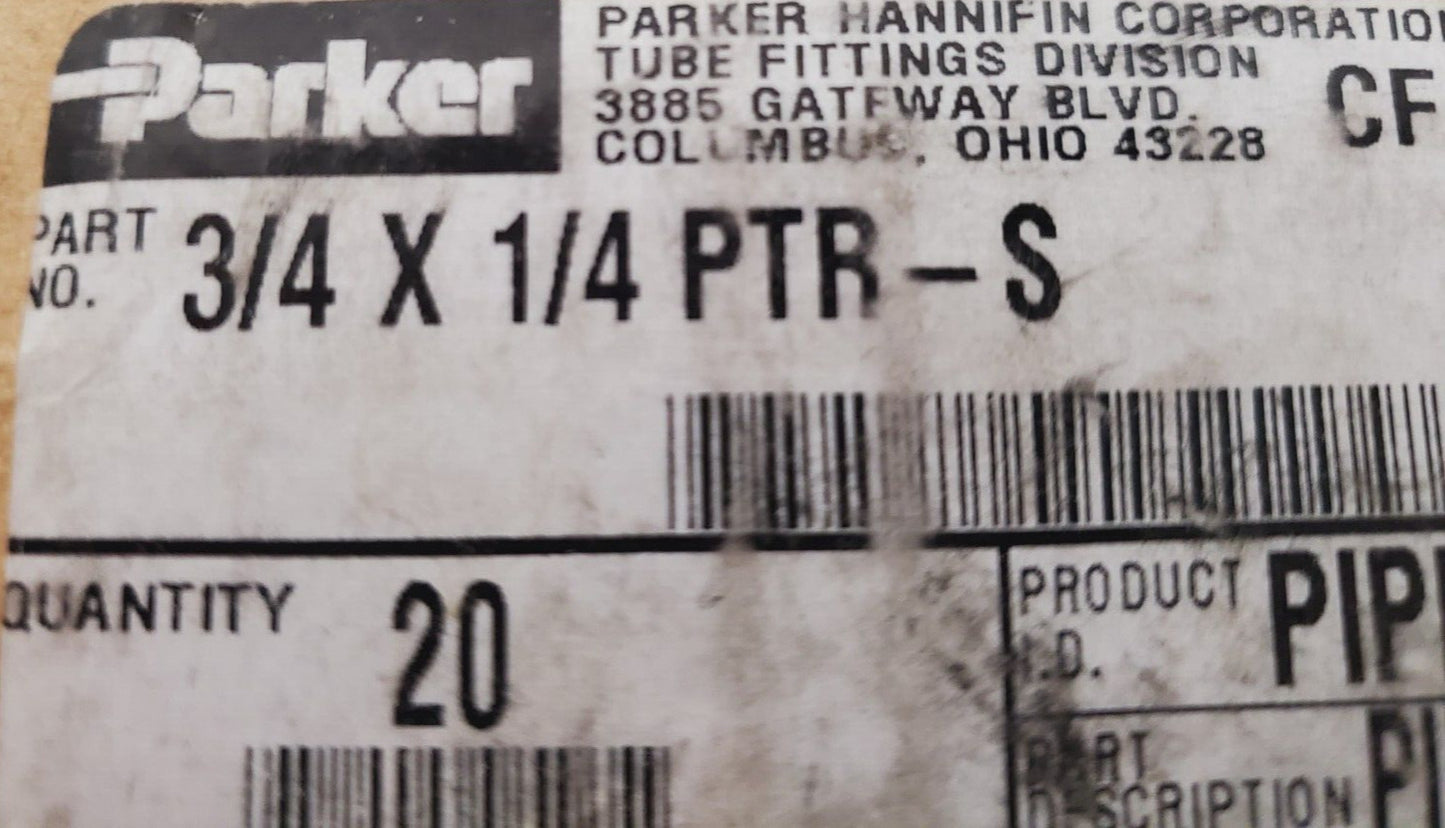 Parker
PARKER HANNIFIN CORPORATIO
TUBE FITTINGS DIVISION
3885 GATEWAY BLVD.
COLUMBUS, OHIO 43228
CF
PART NO. 3/4 X 1/4 PTR – S
QUANTITY 20
PRODUCT I.D. PIP
PART DESCRIPTION PI